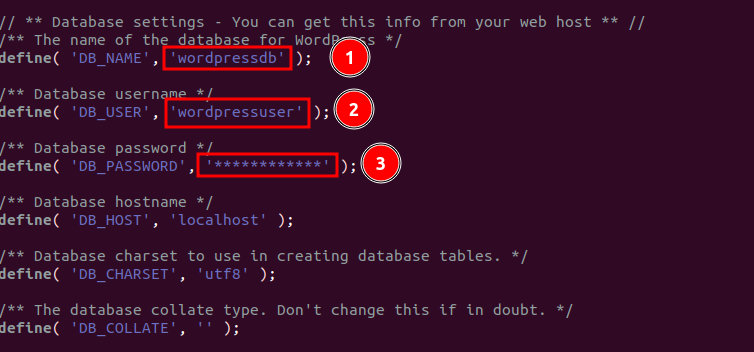 // ** Database settings - You can get this info from your web host ** //
/** The name of the database for WordPress */
define( 'DB_NAME', 'wordpressdb' ); 1
/** Database username */
define( 'DB_USER', 'wordpressuser' ); 2
/** Database password */
define( 'DB_PASSWORD', '************' ); 3
/** Database hostname */
define( 'DB_HOST', 'localhost' );
/** Database charset to use in creating database tables. */
define( 'DB_CHARSET', 'utf8' );
/** The database collate type. Don't change this if in doubt. */
define( 'DB_COLLATE', '' );